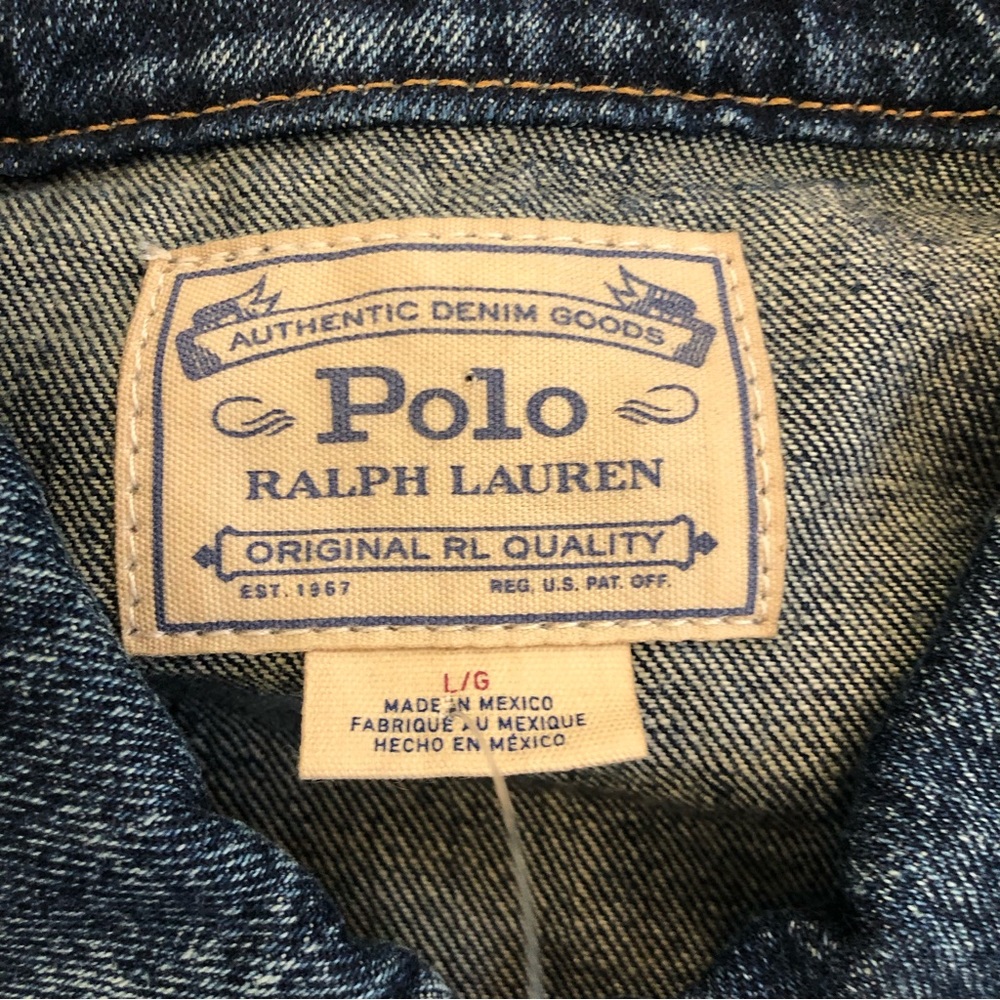 AUTHENTIC DENIM GOODS
Polo
RALPH LAUREN
ORIGINAL RL QUALITY
EST. 1967 REG. U.S. PAT. OFF.
L/G
MADE IN MEXICO
FABRIQUÉ AU MEXIQUE
HECHO EN MÉXICO